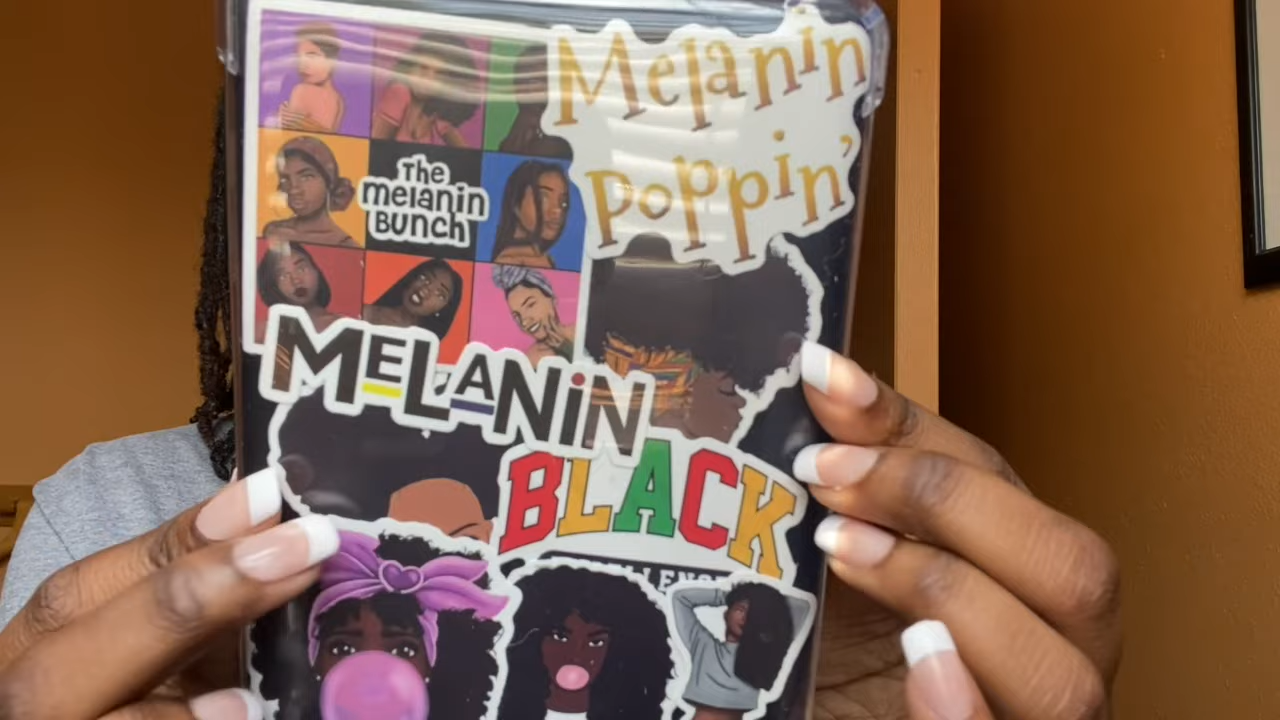 Melanin
Poppin'
The
melanin
BUNCH
MELANIN
BLACK